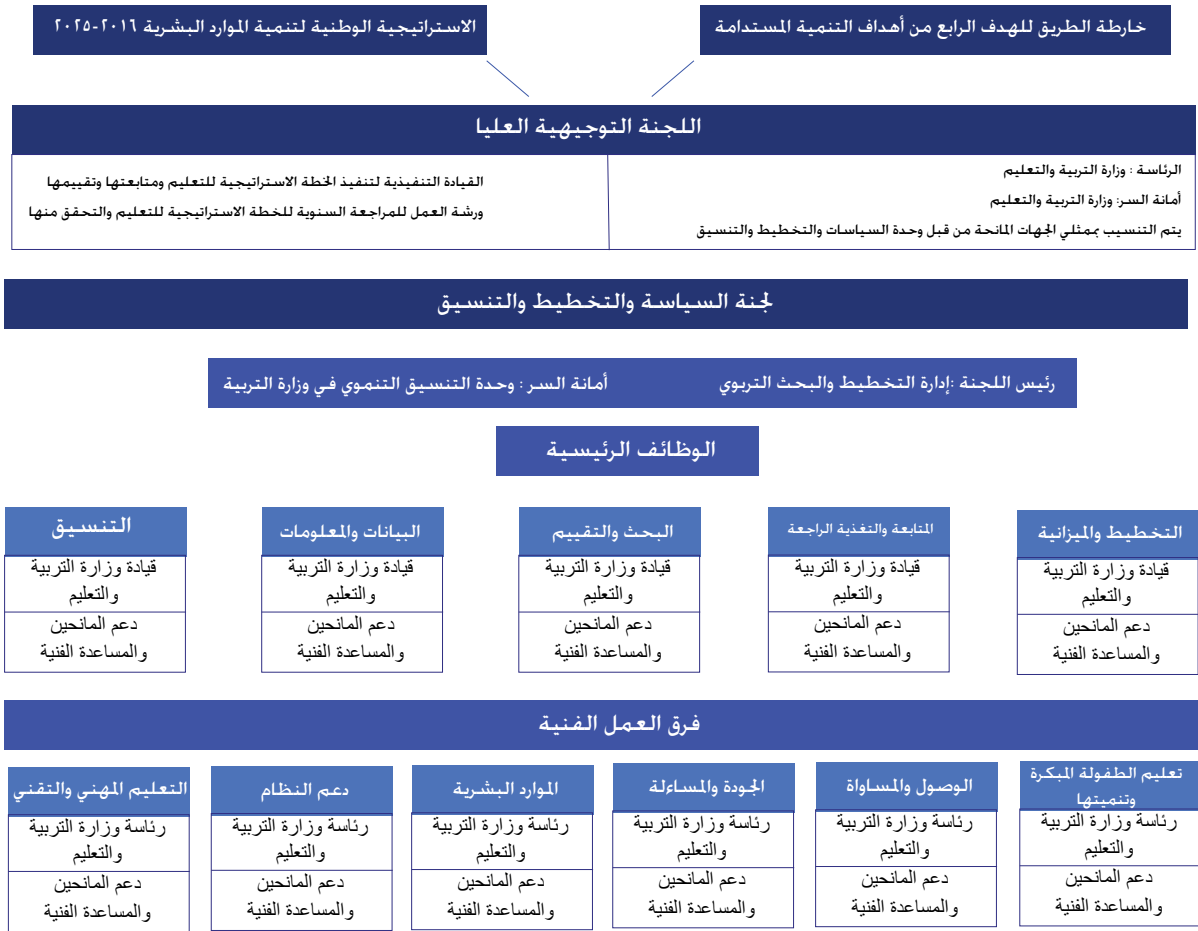 خارطة الطريق للهدف الرابع من أهداف التنمية المستدامة
الاستراتيجية الوطنية لتنمية الموارد البشرية ٢٠١٦-٢٠٢٥
اللجنة التوجيهية العليا
الرئاسة : وزارة التربية والتعليم
أمانة السر: وزارة التربية والتعليم
يتم التنسيب بممثلي الجهات المانحة من قبل وحدة السياسات والتخطيط والتنسيق
القيادة التنفيذية لتنفيذ الخطة الاستراتيجية للتعليم ومتابعتها وتقييمها
ورشة العمل للمراجعة السنوية للخطة الاستراتيجية للتعليم والتحقق منها
لجنة السياسة والتخطيط والتنسيق
رئيس اللجنة :إدارة التخطيط والبحث التربوي
أمانة السر : وحدة التنسيق التنموي في وزارة التربية
الوظائف الرئيسية
التخطيط والميزانية
قيادة وزارة التربية
والتعليم
دعم المانحين
والمساعدة الفنية
المتابعة والتغذية الراجعة
قيادة وزارة التربية
والتعليم
دعم المانحين
والمساعدة الفنية
البحث والتقييم
قيادة وزارة التربية
والتعليم
دعم المانحين
والمساعدة الفنية
البيانات والمعلومات
قيادة وزارة التربية
والتعليم
دعم المانحين
والمساعدة الفنية
التنسيق
قيادة وزارة التربية
والتعليم
دعم المانحين
والمساعدة الفنية
فرق العمل الفنية
تعليم الطفولة المبكرة
وتنميتها
رئاسة وزارة التربية
والتعليم
دعم المانحين
والمساعدة الفنية
الوصول والمساواة
رئاسة وزارة التربية
والتعليم
دعم المانحين
والمساعدة الفنية
الجودة والمساءلة
رئاسة وزارة التربية
والتعليم
دعم المانحين
والمساعدة الفنية
الموارد البشرية
رئاسة وزارة التربية
والتعليم
دعم المانحين
والمساعدة الفنية
دعم النظام
رئاسة وزارة التربية
والتعليم
دعم المانحين
والمساعدة الفنية
التعليم المهني والتقني
رئاسة وزارة التربية
والتعليم
دعم المانحين
والمساعدة الفنية